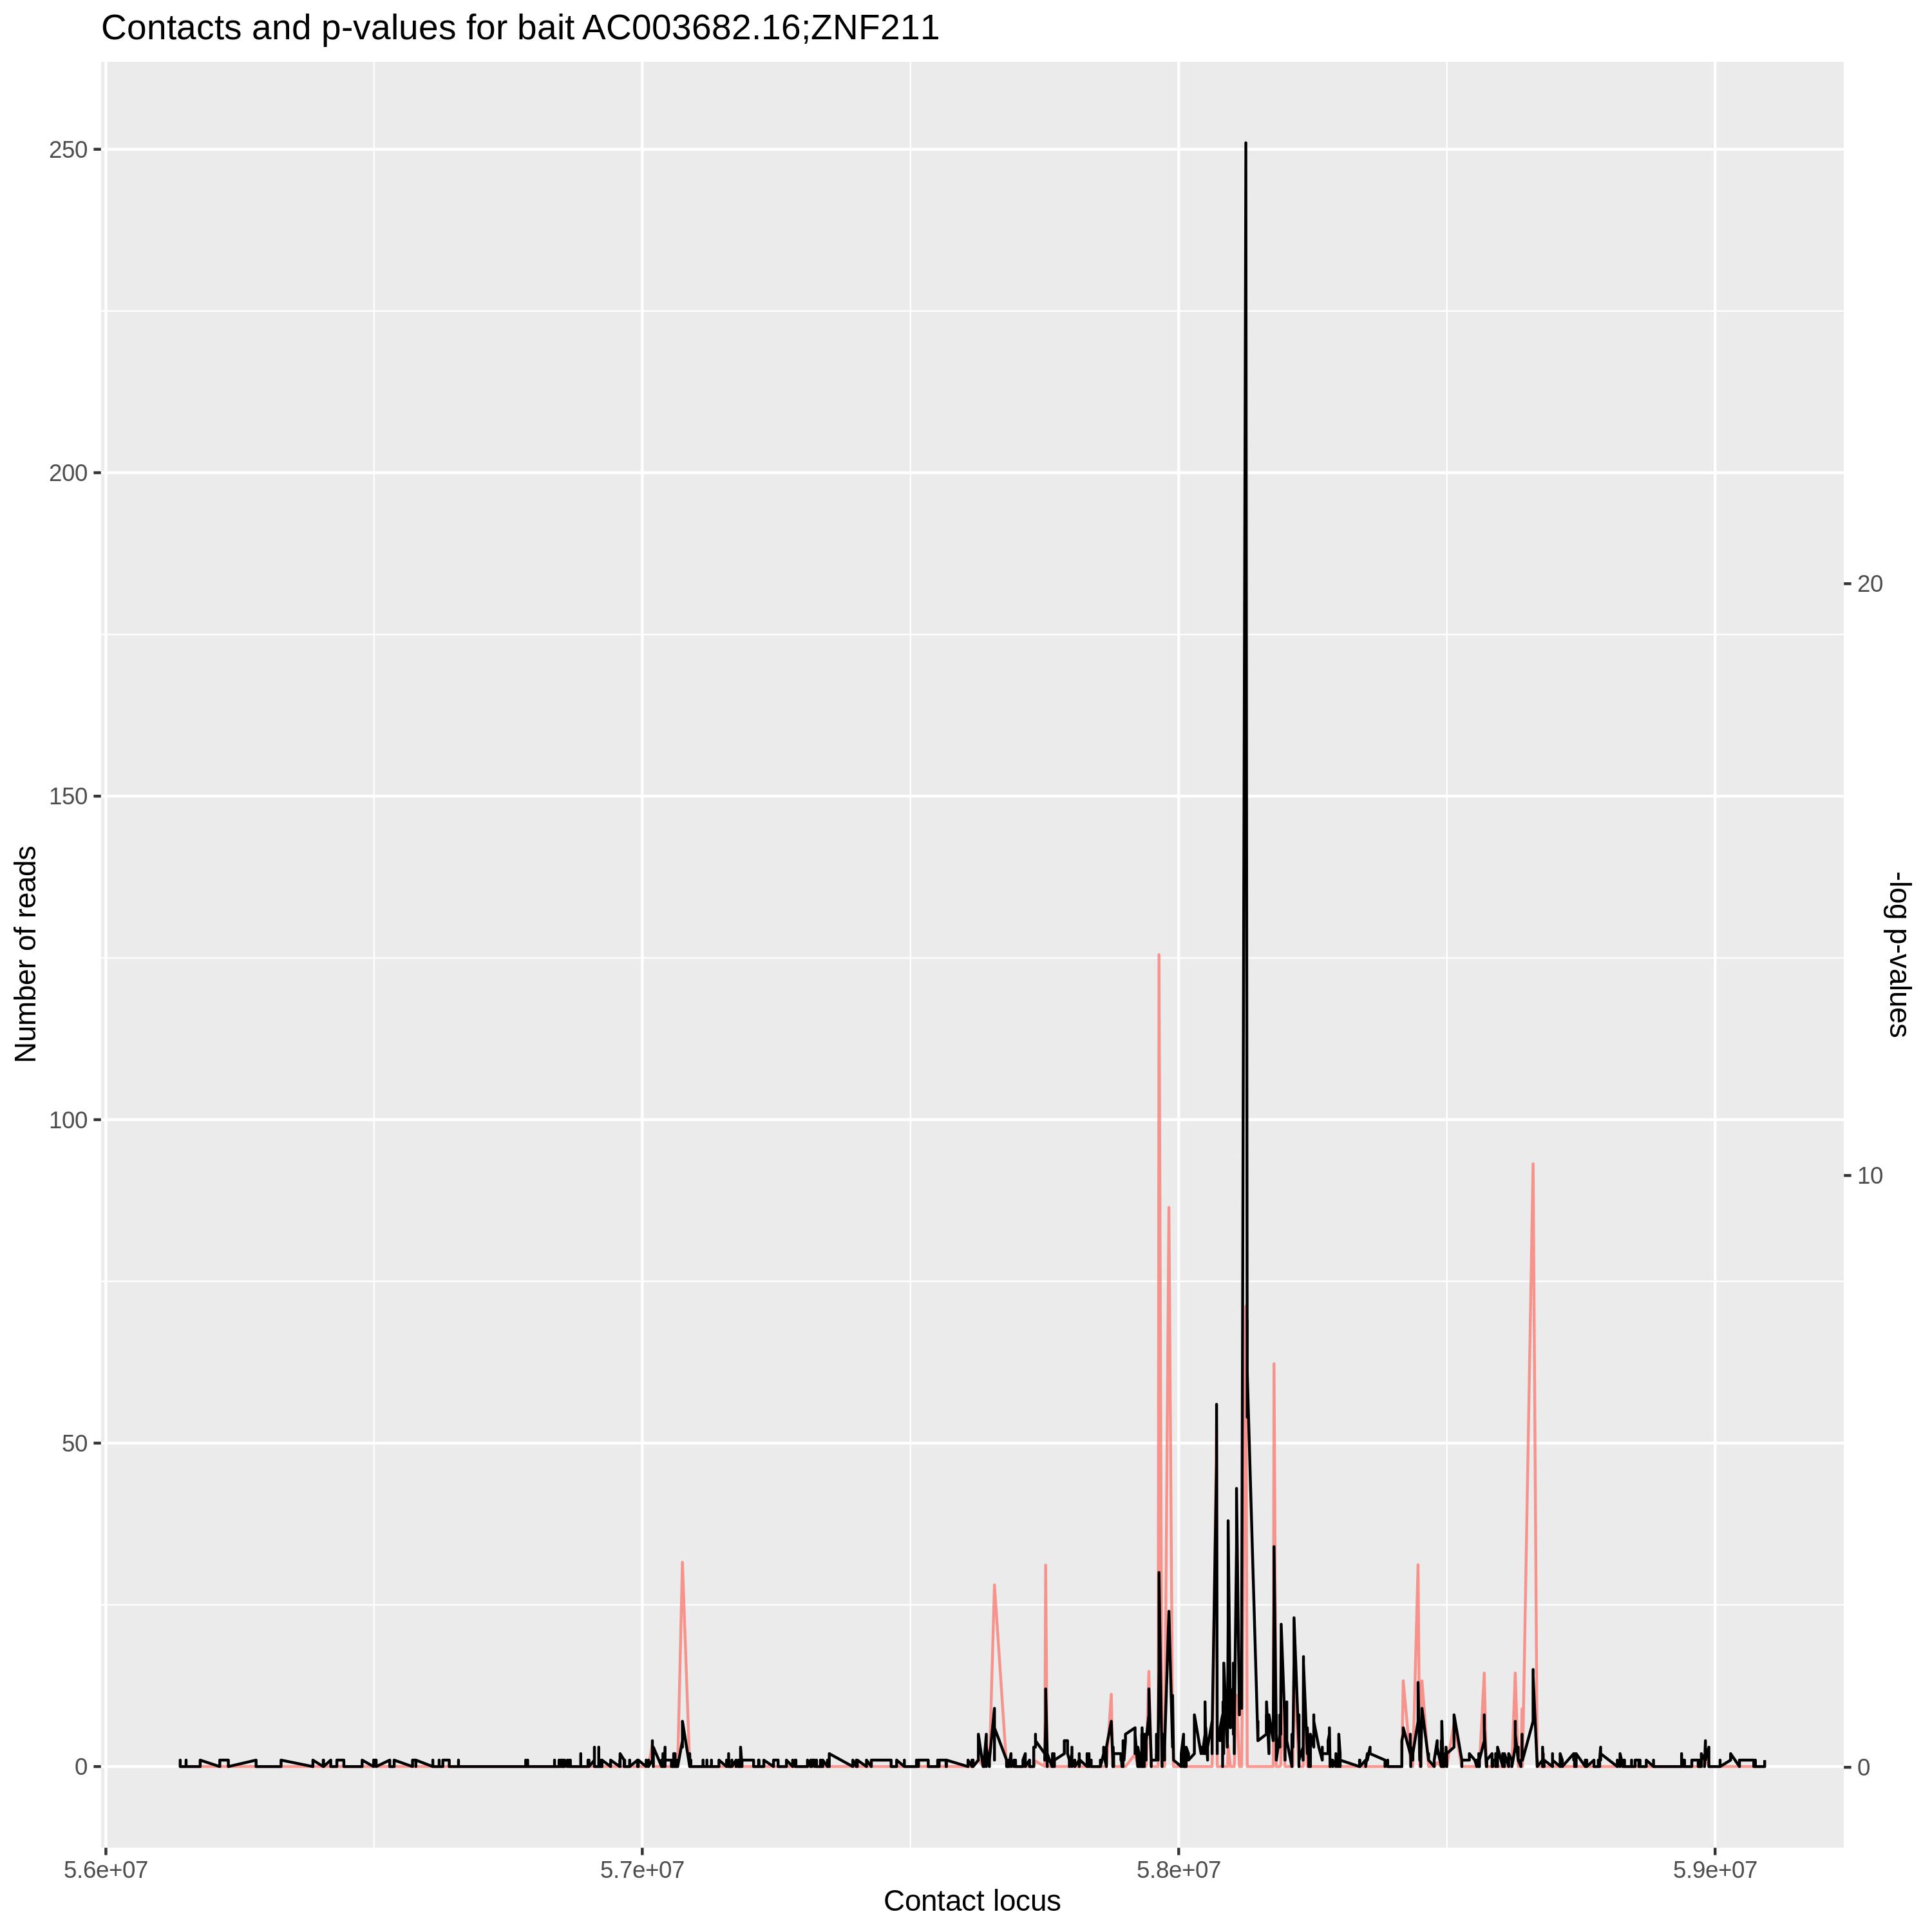 Contacts and p-values for bait AC003682.16;ZNF211
250
200
150
100
50
0
Number of reads
20
10
0
-log p-values
5.6e+07 5.7e+07 5.8e+07 5.9e+07
Contact locus